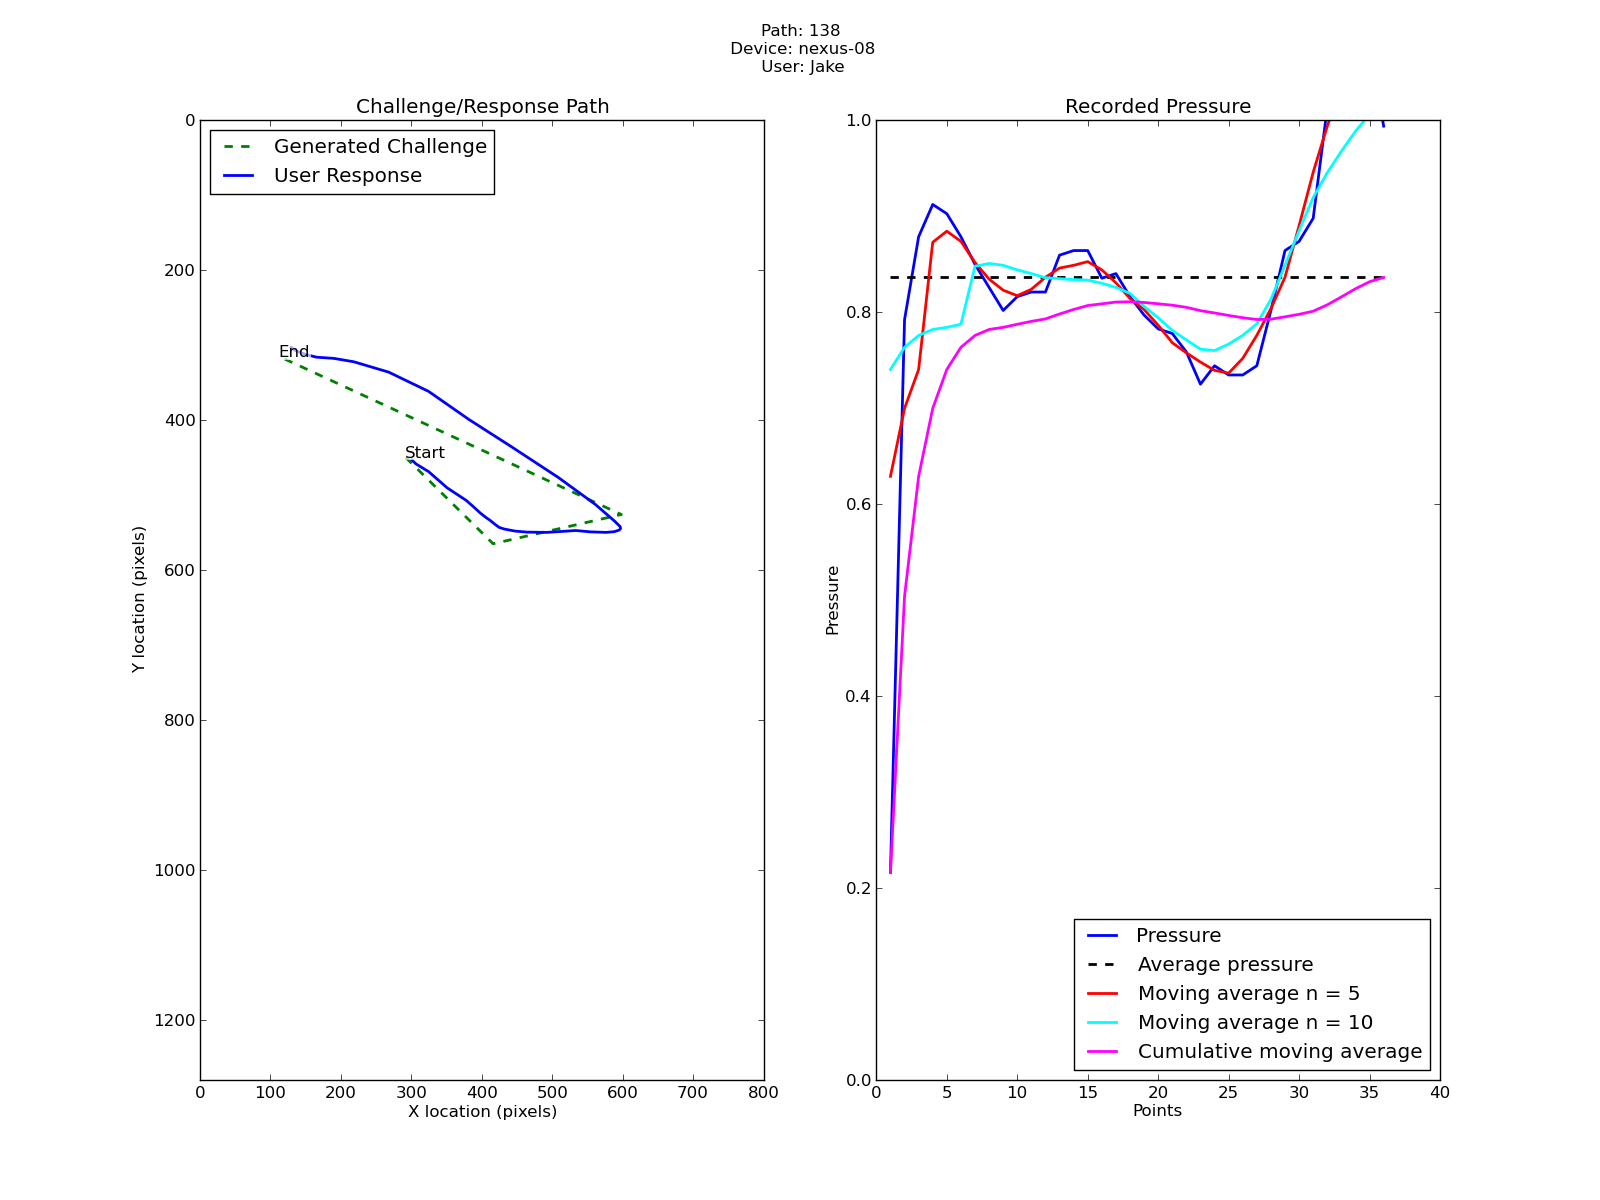 Path: 138
Device: nexus-08
User: Jake
Challenge/Response Path
Generated Challenge
User Response
0
200
400
600
800
1000
1200
Y location (pixels)
End
Start
0 100 200 300 400 500 600 700 800
X location (pixels)
Recorded Pressure
1.0
0.8
0.6
0.4
0.2
0.0
Pressure
Pressure
Average pressure
Moving average n = 5
Moving average n = 10
Cumulative moving average
0 5 10 15 20 25 30 35 40
Points